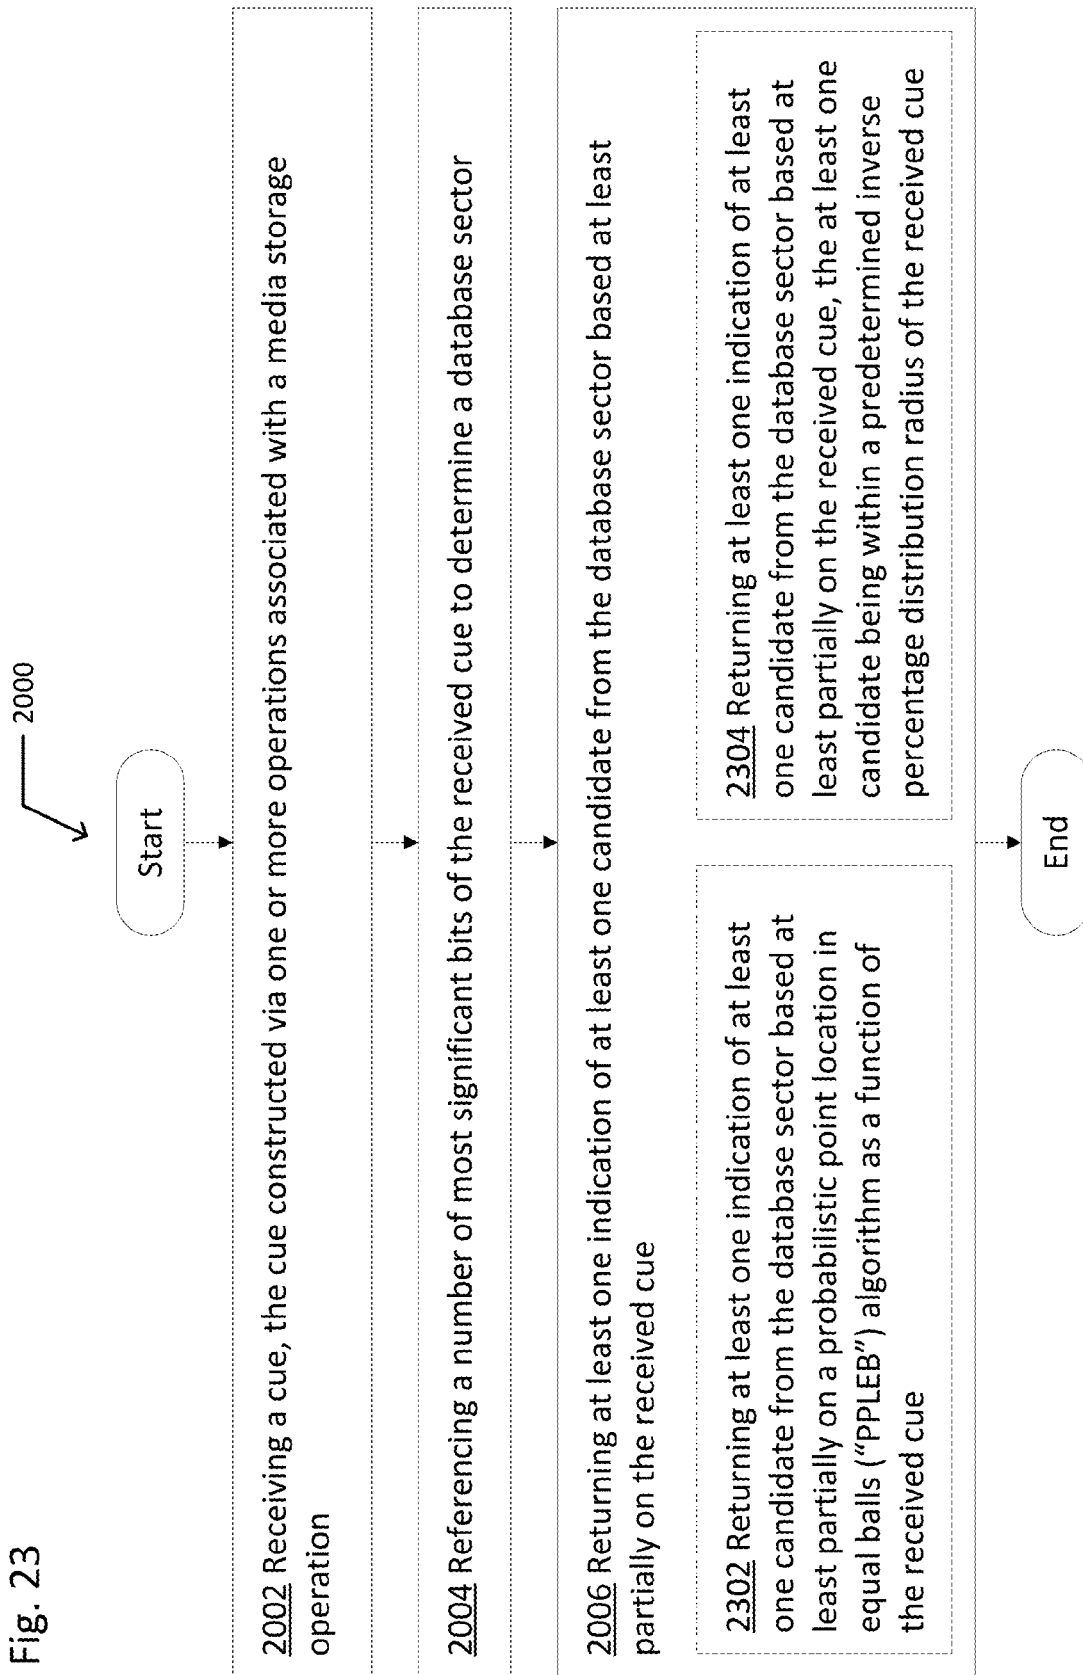 Fig. 23
2000
Start
2002 Receiving a cue, the cue constructed via one or more operations associated with a media storage
operation
2004 Referencing a number of most significant bits of the received cue to determine a database sector
2006 Returning at least one indication of at least one candidate from the database sector based at least
partially on the received cue
2302 Returning at least one indication of at least
one candidate from the database sector based at
least partially on a probabilistic point location in
equal balls (“PPLEB”) algorithm as a function of
the received cue
2304 Returning at least one indication of at least
one candidate from the database sector based at
least partially on the received cue, the at least one
candidate being within a predetermined inverse
percentage distribution radius of the received cue
End